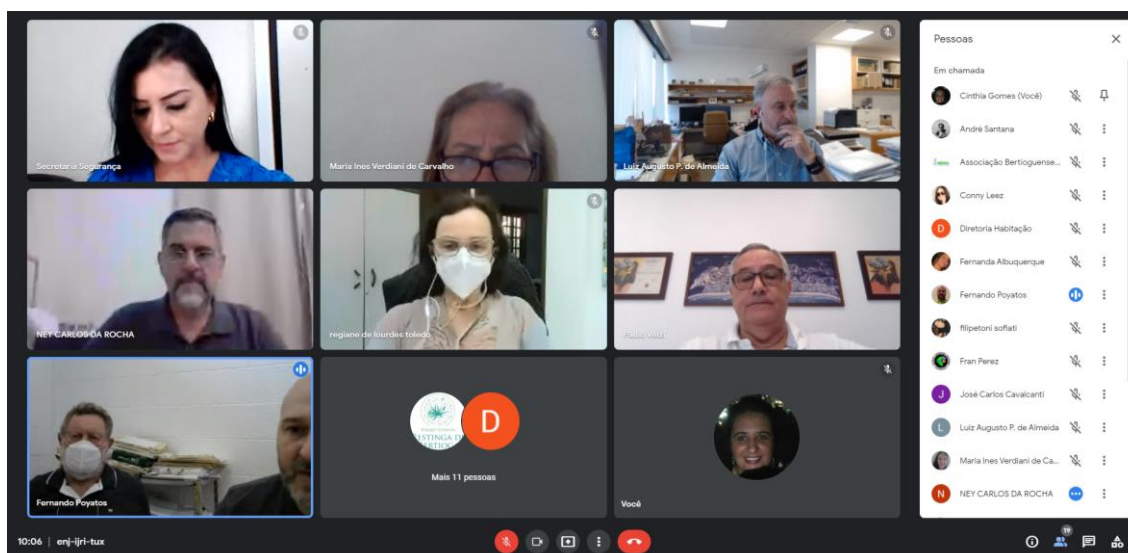 Secretaria Segurança
Maria Ines Verdiani de Carvalho
Luiz Augusto P. de Almeida
NEY CARLOS DA ROCHA
regiane de lourdes toledo
Fernando Poyatos
RESTINGA DE
BERTIOGA
D
Mais 11 pessoas
Você
10:06 | enj-ijri-tux
Pessoas
Em chamada
Cinthia Gomes (Você)
André Santana
Associação Bertioguense...
Conny Leez
D Diretoria Habitação
Fernanda Albuquerque
Fernando Poyatos
filipetoni sofiati
Fran Perez
J José Carlos Cavalcanti
L Luiz Augusto P. de Almeida
Maria Ines Verdiani de Ca...
N NEY CARLOS DA ROCHA
19